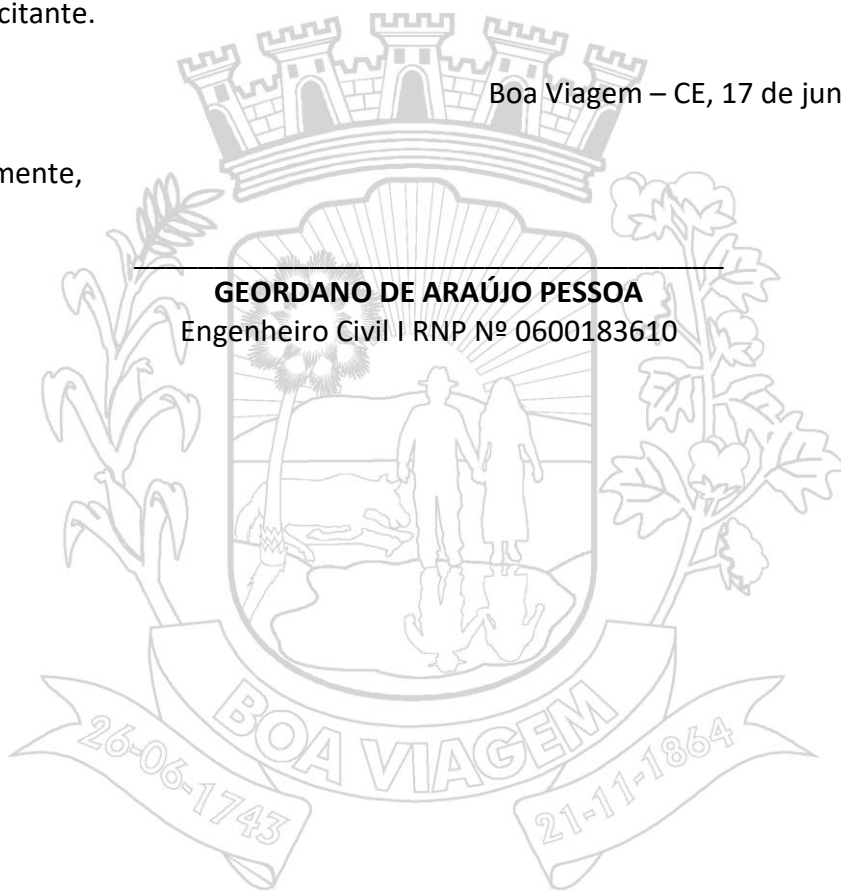 citante.
Boa Viagem – CE, 17 de jun
mente,
GEORDANO DE ARAÚJO PESSOA
Engenheiro Civil I RNP Nº 0600183610
BOA VIAGEM
26-06-1743
21-11-1864